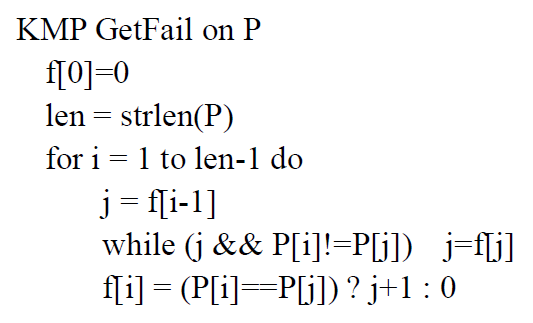 KMP GetFail on P
f[0]=0
len = strlen(P)
for i = 1 to len-1 do
j = f[i-1]
while (j && P[i]!=P[j]) j=f[j]
f[i] = (P[i]==P[j]) ? j+1 : 0